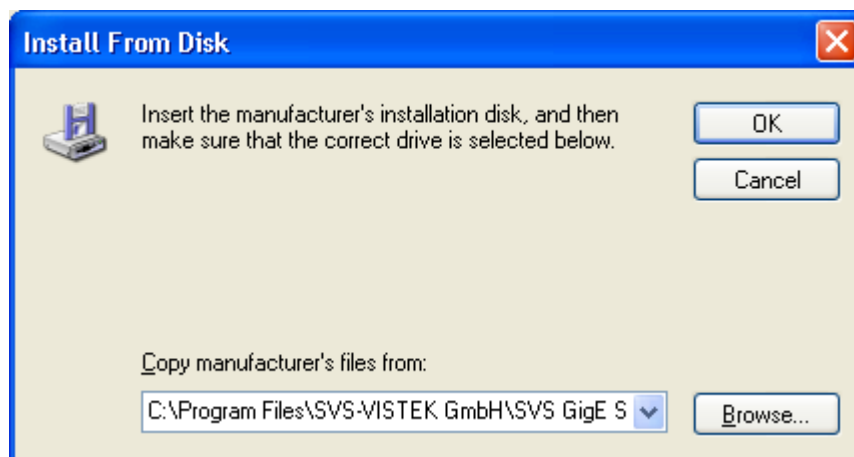 Install From Disk
Insert the manufacturer's installation disk, and then
make sure that the correct drive is selected below.
OK
Cancel
Copy manufacturer's files from:
C:\Program Files\SVS-VISTEK GmbH\SVS GigE S
Browse...